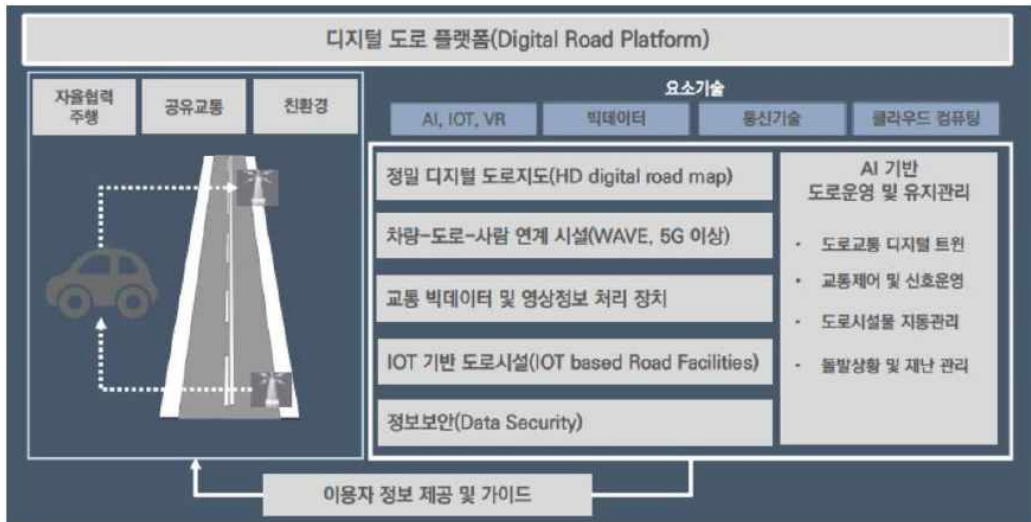 디지털 도로 플랫폼(Digital Road Platform)
자율협력
주행
공유교통
친환경
요소기술
AI, IOT, VR
빅데이터
통신기술
클라우드 컴퓨팅
정밀 디지털 도로지도(HD digital road map)
차량-도로-사람 연계 시설(WAVE, 5G 이상)
교통 빅데이터 및 영상정보 처리 장치
IOT 기반 도로시설(IOT based Road Facilities)
정보보안(Data Security)
AI 기반
도로운영 및 유지관리
· 도로교통 디지털 트윈
· 교통제어 및 신호운영
· 도로시설물 지동관리
· 돌발상황 및 재난 관리
이용자 정보 제공 및 가이드